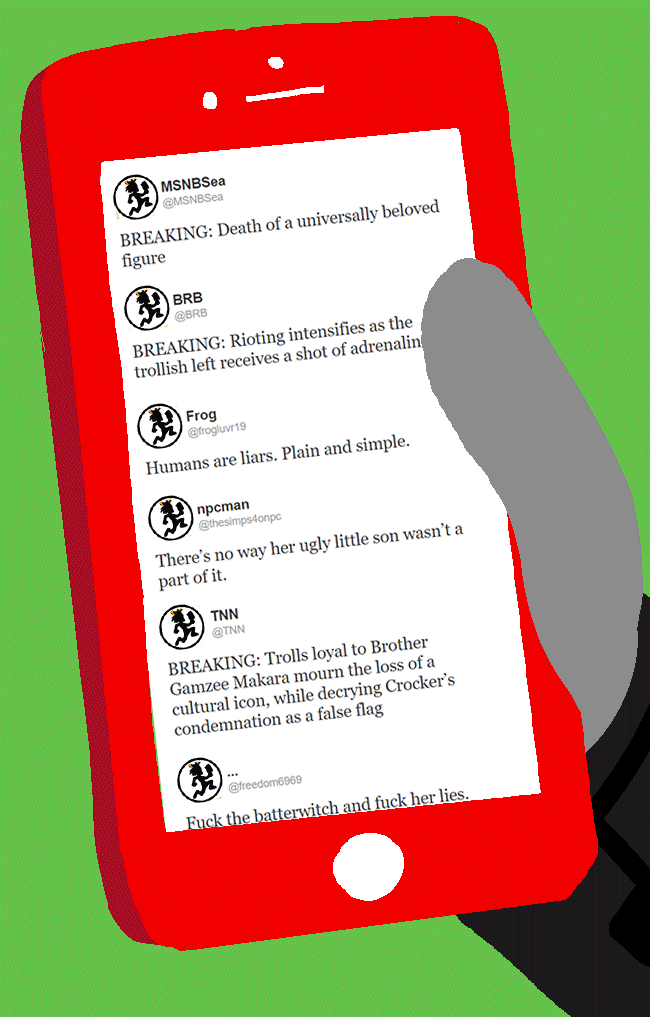 MSNBSea
@MSNBSea
BREAKING: Death of a universally beloved
figure
BRB
@BRB
BREAKING: Rioting intensifies as the
trollish left receives a shot of adrenalin
Frog
@frogluvr19
Humans are liars. Plain and simple.
npcman
@thesimps4onpc
There's no way her ugly little son wasn't a
part of it.
TNN
@TNN
BREAKING: Trolls loyal to Brother
Gamzee Makara mourn the loss of a
cultural icon, while decrying Crocker's
condemnation as a false flag
...
@freedom6969
Fuck the batterwitch and fuck her lies.